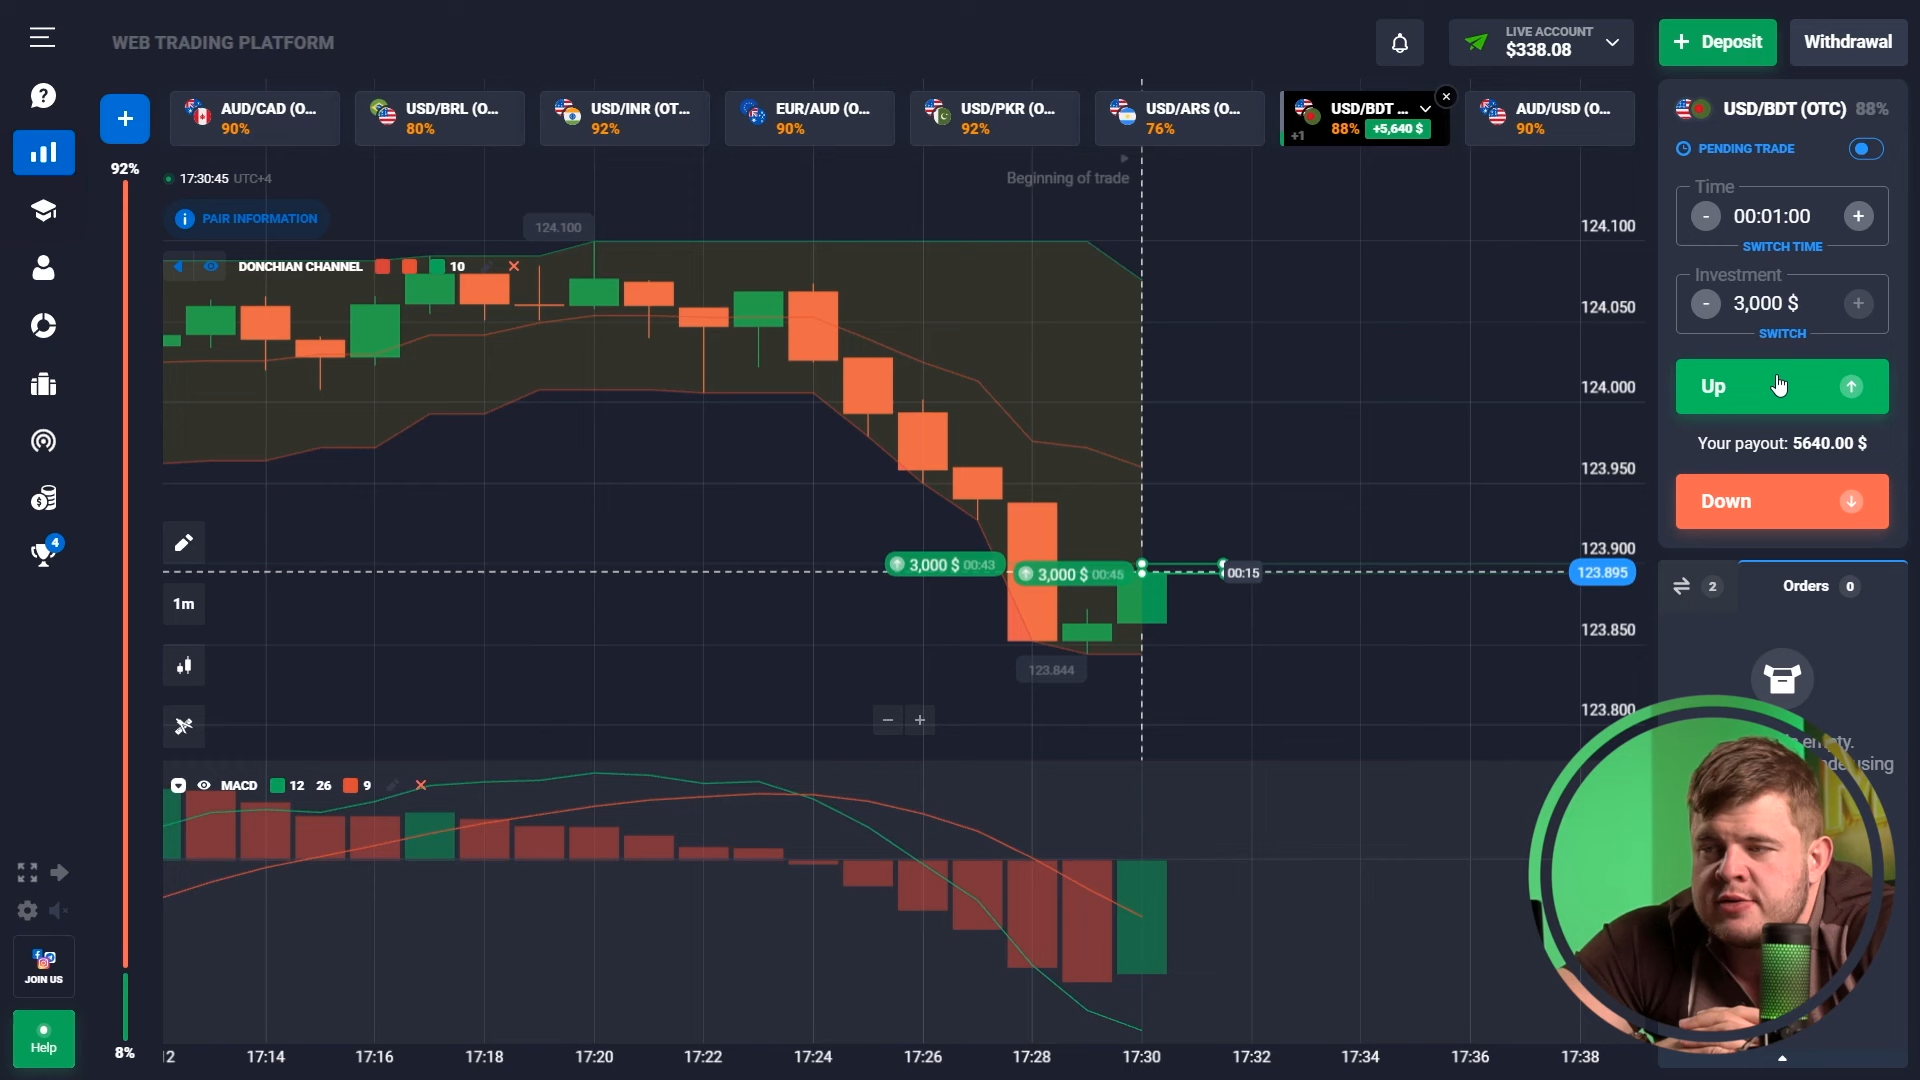 WEB TRADING PLATFORM
LIVE ACCOUNT
$338.08
+ Deposit
Withdrawal
AUD/CAD (O...
90%
USD/BRL (O...
80%
USD/INR (OT...
92%
EUR/AUD (O...
90%
USD/PKR (O...
92%
USD/ARS (O...
76%
USD/BDT ...
+1
88% +5,640 $
AUD/USD (O...
90%
USD/BDT (OTC) 88%
PENDING TRADE
Time
- 00:01:00 +
SWITCH TIME
Investment
- 3,000 $ +
SWITCH
Up
Your payout: 5640.00 $
Down
2
Orders 0
empty.
using
92%
8%
17:30:45 UTC+4
Beginning of trade
PAIR INFORMATION
124.100
DONCHIAN CHANNEL 10
124.100
124.050
124.000
123.950
123.900
123.895
123.850
123.800
3,000 $ 00:43
3,000 $ 00:45
00:15
123.844
1m
MACD 12 26 9
12
17:14
17:16
17:18
17:20
17:22
17:24
17:26
17:28
17:30
17:32
17:34
17:36
17:38
4
JOIN US
Help